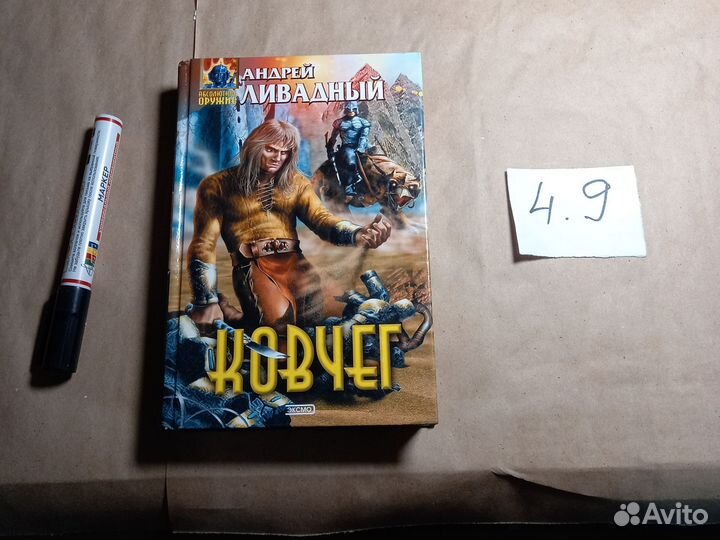 АНДРЕЙ
ЛИВАДНЫЙ
АБСОЛЮТНОЕ
ОРУЖИЕ
КОВЧЕГ
ЭКСМО
МАРКЕР
4.9
Avito